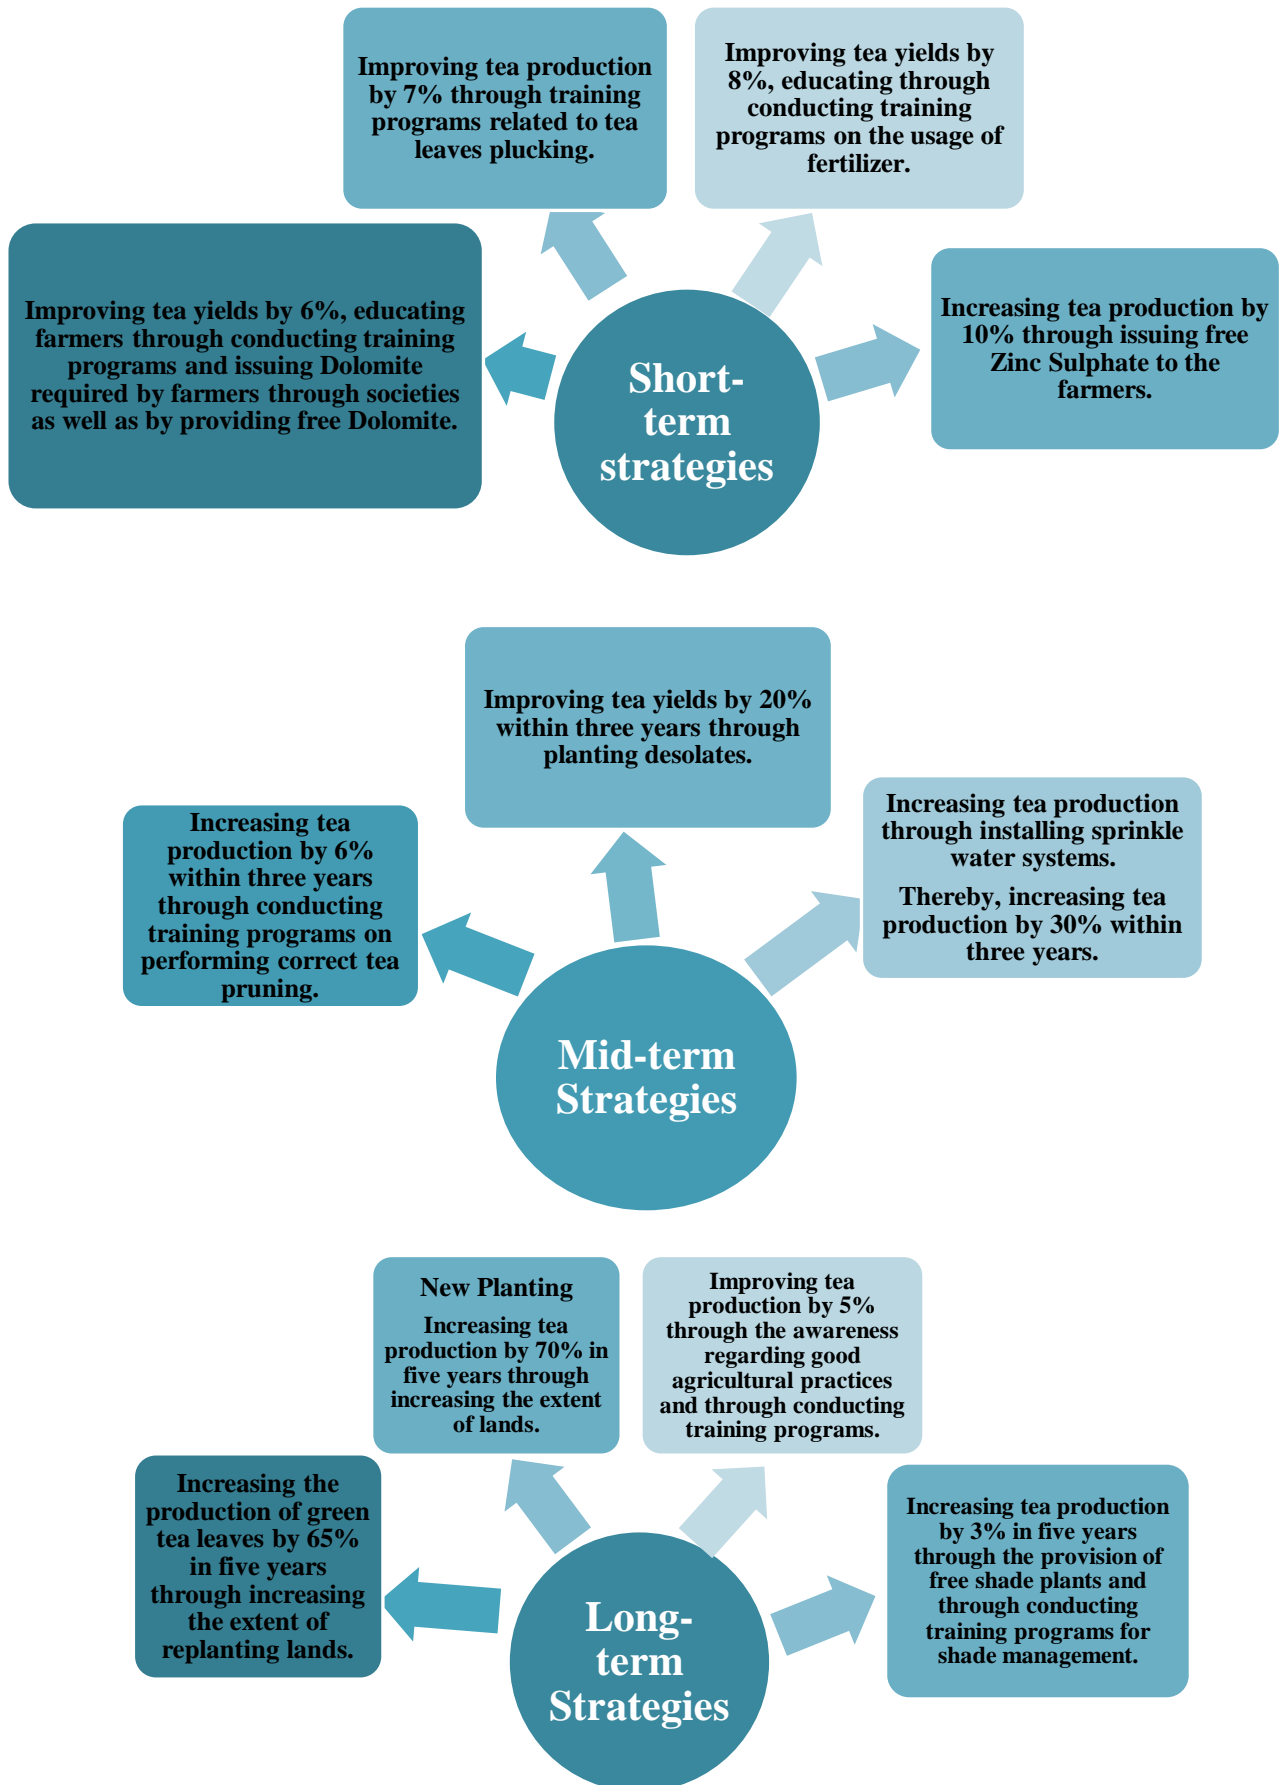 Improving tea production
by 7% through training
programs related to tea
leaves plucking.
Improving tea yields by
8%, educating through
conducting training
programs on the usage of
fertilizer.
Improving tea yields by 6%, educating
farmers through conducting training
programs and issuing Dolomite
required by farmers through societies
as well as by providing free Dolomite.
Increasing tea production by
10% through issuing free
Zinc Sulphate to the
farmers.
Short-
term
strategies
Improving tea yields by 20%
within three years through
planting desolates.
Increasing tea
production by 6%
within three years
through conducting
training programs on
performing correct tea
pruning.
Increasing tea production
through installing sprinkle
water systems.
Thereby, increasing tea
production by 30% within
three years.
Mid-term
Strategies
New Planting
Increasing tea
production by 70% in
five years through
increasing the extent
of lands.
Improving tea
production by 5%
through the awareness
regarding good
agricultural practices
and through conducting
training programs.
Increasing the
production of green
tea leaves by 65%
in five years
through increasing
the extent of
replanting lands.
Increasing tea production
by 3% in five years
through the provision of
free shade plants and
through conducting
training programs for
shade management.
Long-
term
Strategies